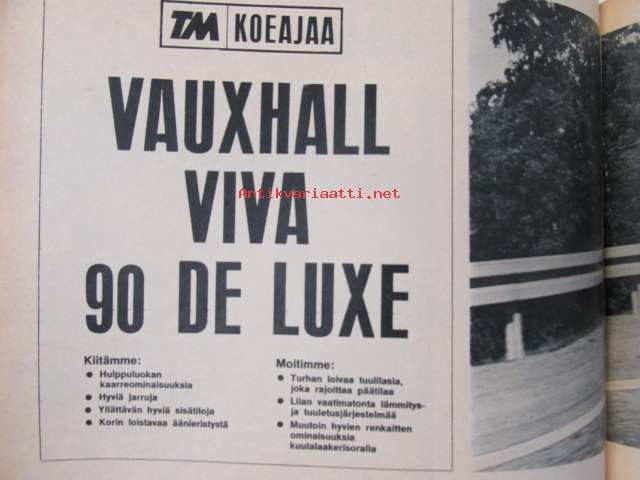 TM KOEAJAA
VAUXHALL
VIVA
90 DE LUXE
Antikvariaatti.net
Kiitämme:
● Huippuluokan
kaarreominaisuuksia
● Hyviä jarruja
● Yllättävän hyviä sisätiloja
● Korin loistavaa äänieristystä
Moitimme:
● Turhan loivaa tuulilasia,
joka rajoittaa päätilaa
● Liian vaatimatonta lämmitys-
ja tuuletusjärjestelmää
● Muutoin hyvien renkaitten
ominaisuuksia
kuulalaakerisoralla